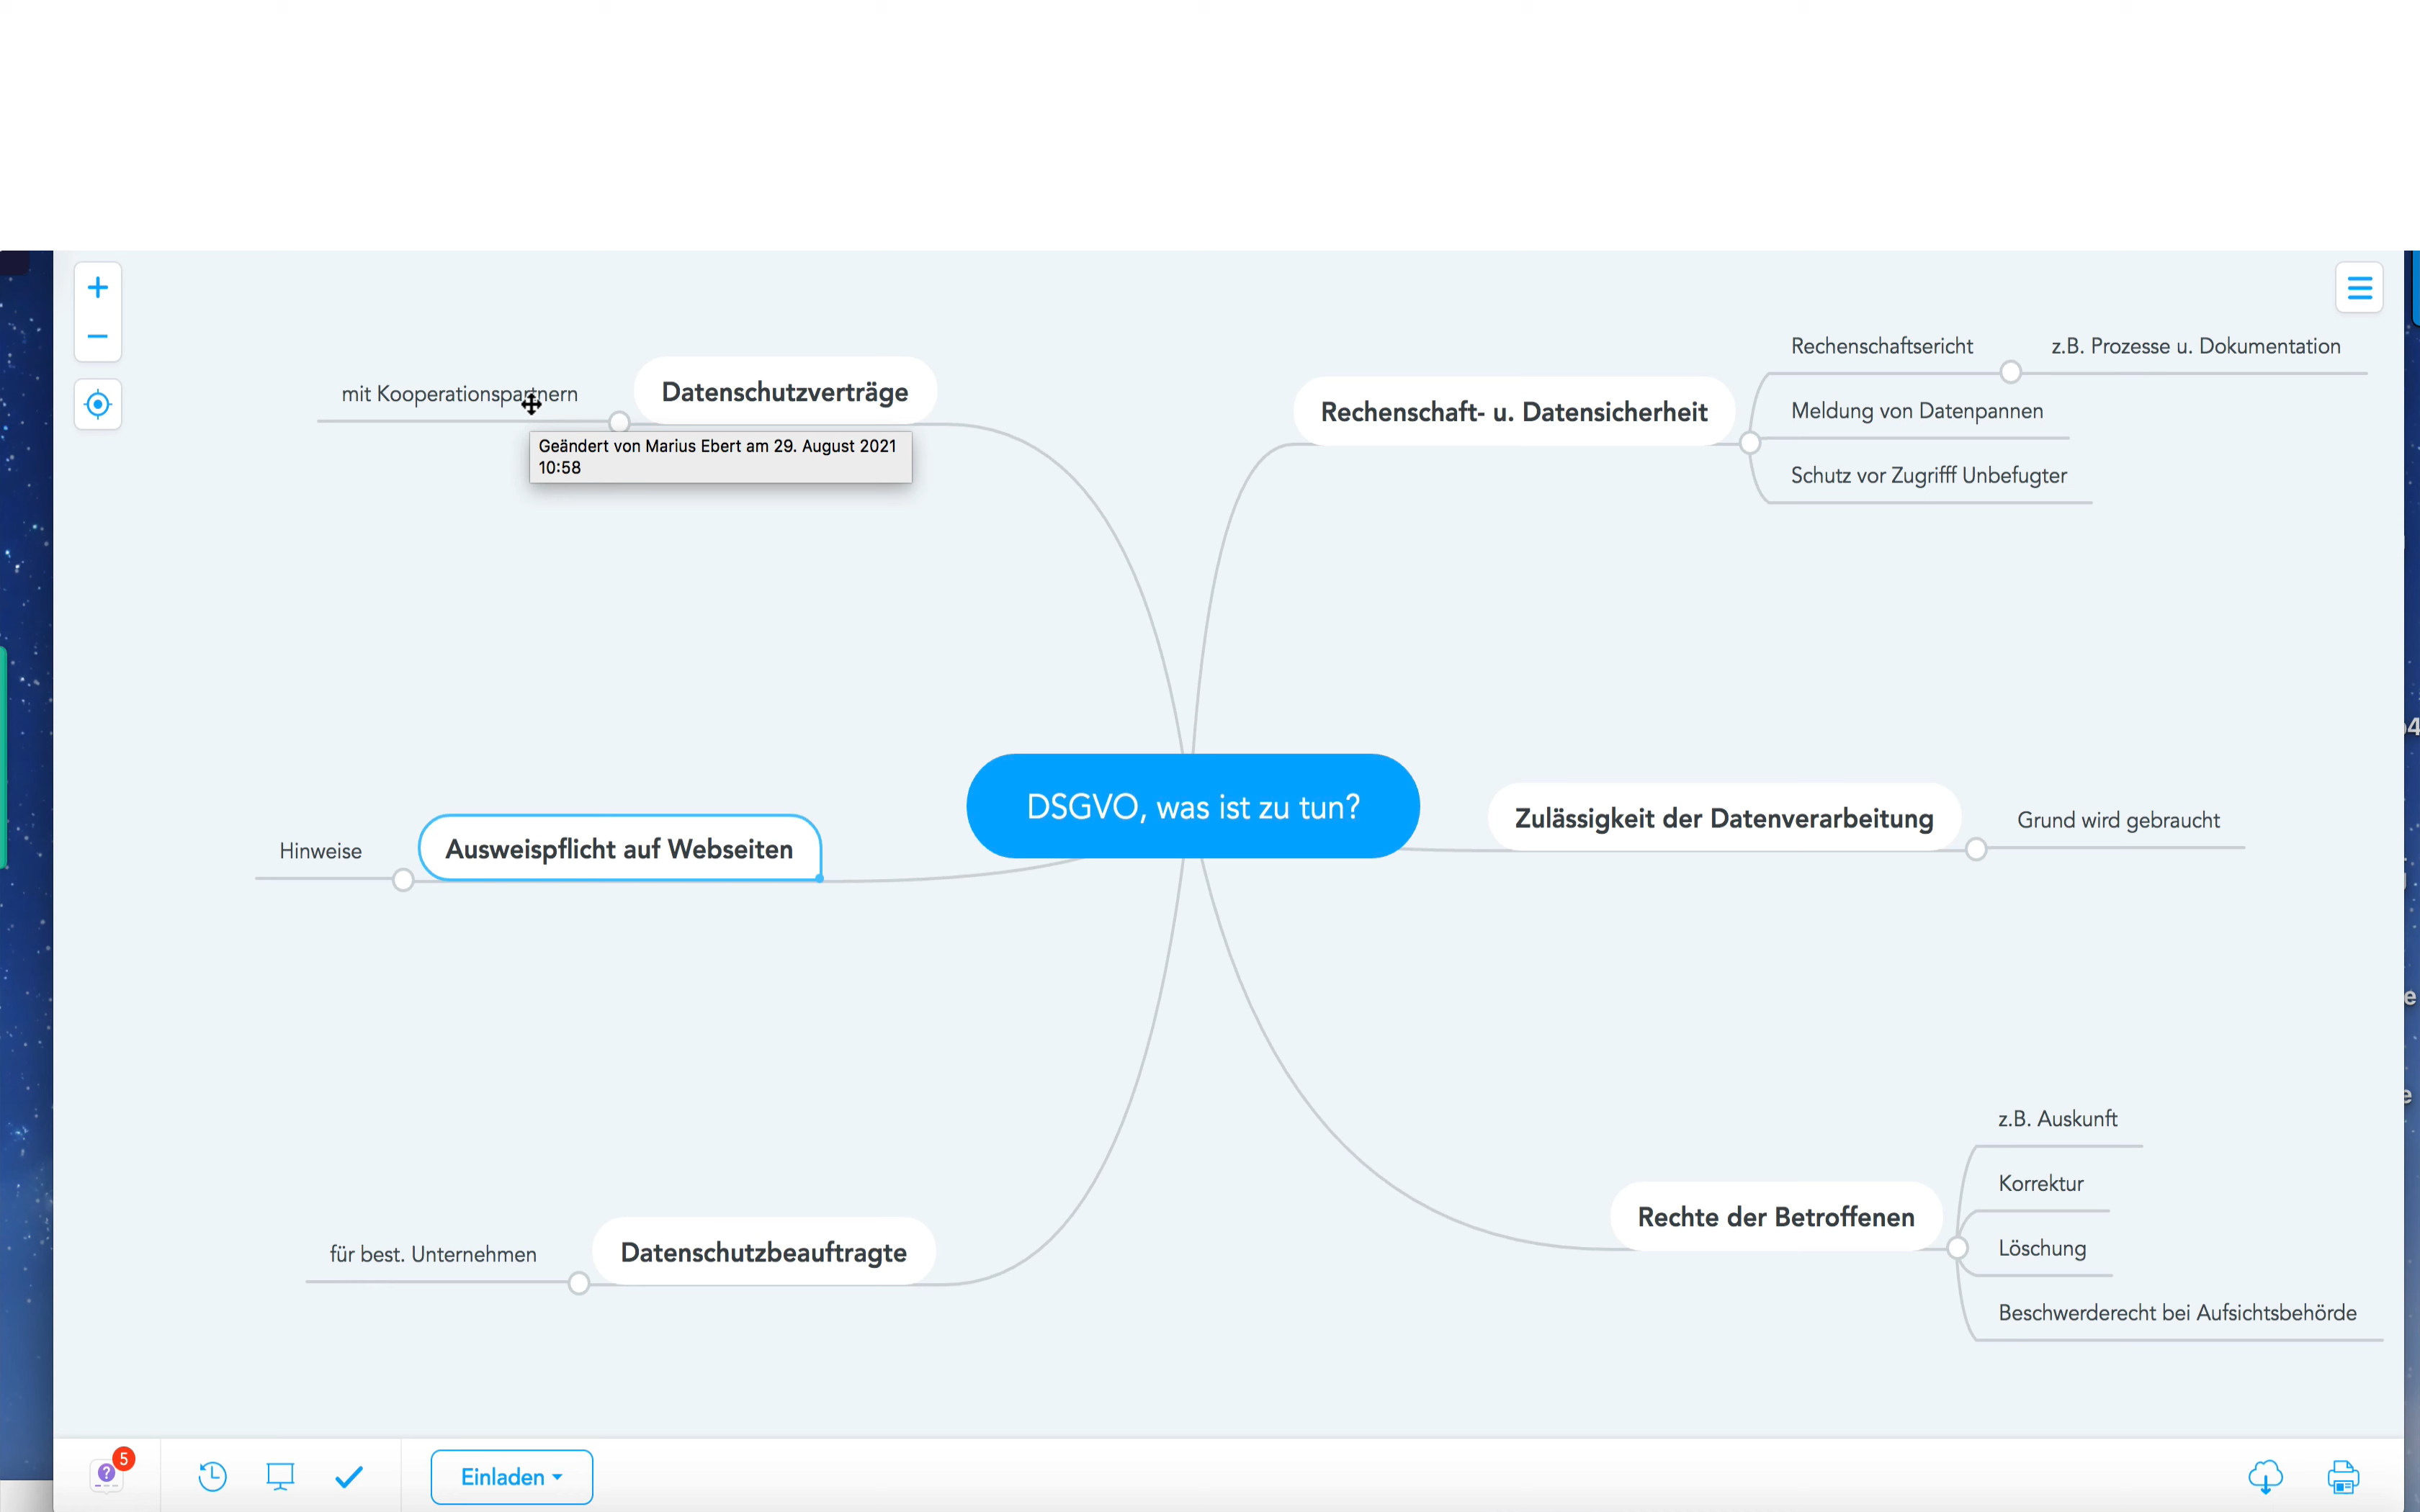 mit Kooperationspartnern
Datenschutzverträge
Geändert von Marius Ebert am 29. August 2021
10:58
Rechenschaft- u. Datensicherheit
Rechenschaftsericht
z.B. Prozesse u. Dokumentation
Meldung von Datenpannen
Schutz vor Zugrifff Unbefugter
DSGVO, was ist zu tun?
Hinweise
Ausweispflicht auf Webseiten
Zulässigkeit der Datenverarbeitung
Grund wird gebraucht
für best. Unternehmen
Datenschutzbeauftragte
Rechte der Betroffenen
z.B. Auskunft
Korrektur
Löschung
Beschwerderecht bei Aufsichtsbehörde
5
?
Einladen